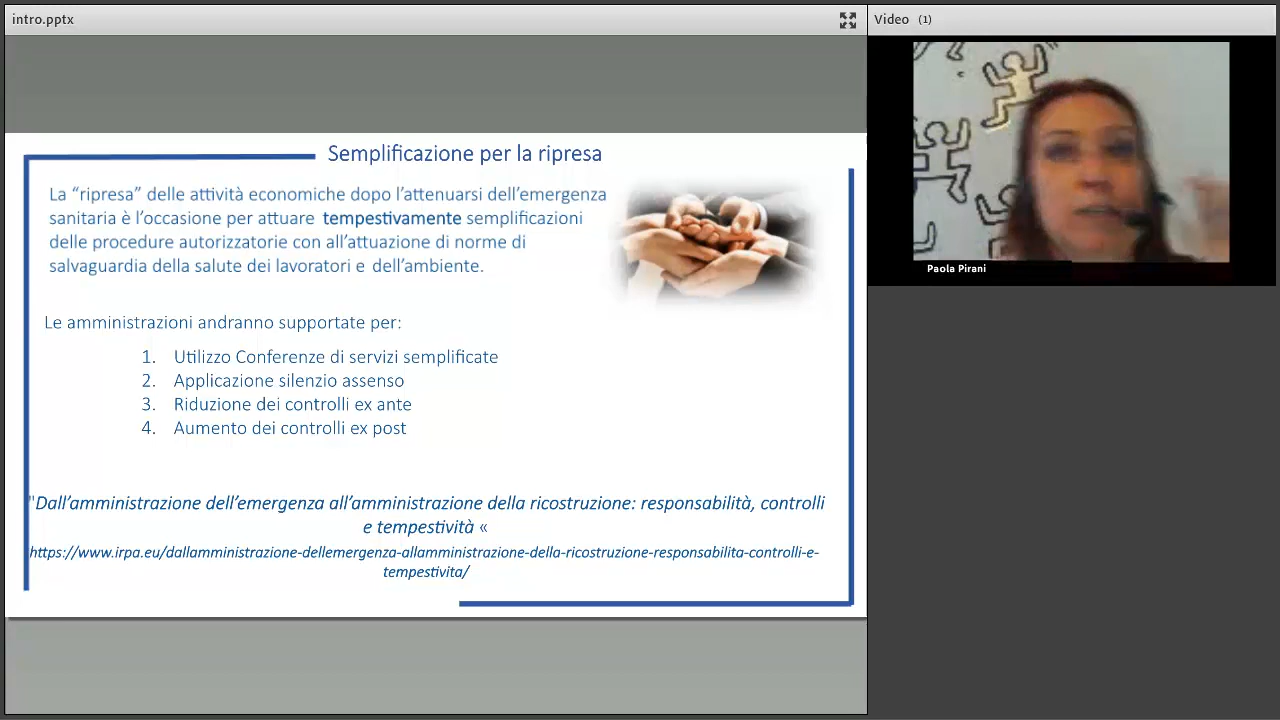 intro.pptx
Video (1)
Paola Pirani
Semplificazione per la ripresa
La “ripresa” delle attività economiche dopo l’attenuarsi dell’emergenza
sanitaria è l’occasione per attuare tempestivamente semplificazioni
delle procedure autorizzatorie con all’attuazione di norme di
salvaguardia della salute dei lavoratori e dell’ambiente.
Le amministrazioni andranno supportate per:
1. Utilizzo Conferenze di servizi semplificate
2. Applicazione silenzio assenso
3. Riduzione dei controlli ex ante
4. Aumento dei controlli ex post
"Dall’amministrazione dell’emergenza all’amministrazione della ricostruzione: responsabilità, controlli
e tempestività «
https://www.irpa.eu/dallamministrazione-dellemergenza-allamministrazione-della-ricostruzione-responsabilita-controlli-e-
tempestivita/